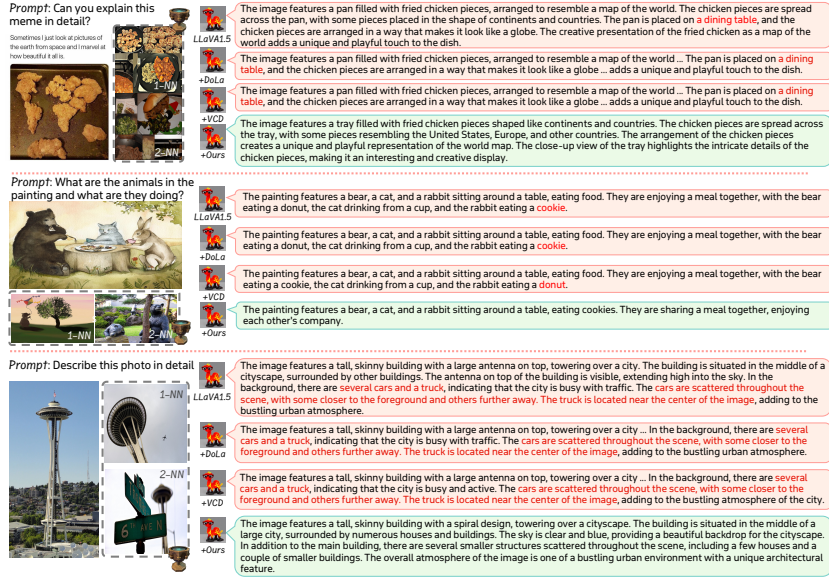 Prompt: Can you explain this
meme in detail?
Sometimes I just look at pictures of
the earth from space and I marvel at
how beautiful it all is.
1-NN
2-NN
LLaVA1.5
The image features a pan filled with fried chicken pieces, arranged to resemble a map of the world. The chicken pieces are spread
across the pan, with some pieces placed in the shape of continents and countries. The pan is placed on a dining table, and the
chicken pieces are arranged in a way that makes it look like a globe. The creative presentation of the fried chicken as a map of the
world adds a unique and playful touch to the dish.
+DoLa
The image features a pan filled with fried chicken pieces, arranged to resemble a map of the world ... The pan is placed on a dining
table, and the chicken pieces are arranged in a way that makes it look like a globe ... adds a unique and playful touch to the dish.
+VCD
The image features a pan filled with fried chicken pieces, arranged to resemble a map of the world ... The pan is placed on a dining
table, and the chicken pieces are arranged in a way that makes it look like a globe ... adds a unique and playful touch to the dish.
+Ours
The image features a tray filled with fried chicken pieces shaped like continents and countries. The chicken pieces are spread across
the tray, with some pieces resembling the United States, Europe, and other countries. The arrangement of the chicken pieces
creates a unique and playful representation of the world map. The close-up view of the tray highlights the intricate details of the
chicken pieces, making it an interesting and creative display.
Prompt: What are the animals in the
painting and what are they doing?
1-NN
2-NN
LLaVA1.5
The painting features a bear, a cat, and a rabbit sitting around a table, eating food. They are enjoying a meal together, with the bear
eating a donut, the cat drinking from a cup, and the rabbit eating a cookie.
+DoLa
The painting features a bear, a cat, and a rabbit sitting around a table, eating food. They are enjoying a meal together, with the bear
eating a donut, the cat drinking from a cup, and the rabbit eating a cookie.
+VCD
The painting features a bear, a cat, and a rabbit sitting around a table, eating food. They are enjoying a meal together, with the bear
eating a cookie, the cat drinking from a cup, and the rabbit eating a donut.
+Ours
The painting features a bear, a cat, and a rabbit sitting around a table, eating cookies. They are sharing a meal together, enjoying
each other's company.
Prompt: Describe this photo in detail
1-NN
2-NN
6TH AVE N
LLaVA1.5
The image features a tall, skinny building with a large antenna on top, towering over a city. The building is situated in the middle of a
cityscape, surrounded by other buildings. The antenna on top of the building is visible, extending high into the sky. In the
background, there are several cars and a truck, indicating that the city is busy with traffic. The cars are scattered throughout the
scene, with some closer to the foreground and others further away. The truck is located near the center of the image, adding to the
bustling urban atmosphere.
+DoLa
The image features a tall, skinny building with a large antenna on top, towering over a city ... In the background, there are several
cars and a truck, indicating that the city is busy with traffic. The cars are scattered throughout the scene, with some closer to the
foreground and others further away. The truck is located near the center of the image, adding to the bustling urban atmosphere.
+VCD
The image features a tall, skinny building with a large antenna on top, towering over a city ... In the background, there are several
cars and a truck, indicating that the city is busy and active. The cars are scattered throughout the scene, with some closer to the
foreground and others further away. The truck is located near the center of the image, adding to the bustling atmosphere of the city.
+Ours
The image features a tall, skinny building with a spiral design, towering over a cityscape. The building is situated in the middle of a
large city, surrounded by numerous houses and buildings. The sky is clear and blue, providing a beautiful backdrop for the cityscape.
In addition to the main building, there are several smaller structures scattered throughout the scene, including a few houses and a
couple of smaller buildings. The overall atmosphere of the image is one of a bustling urban environment with a unique architectural
feature.